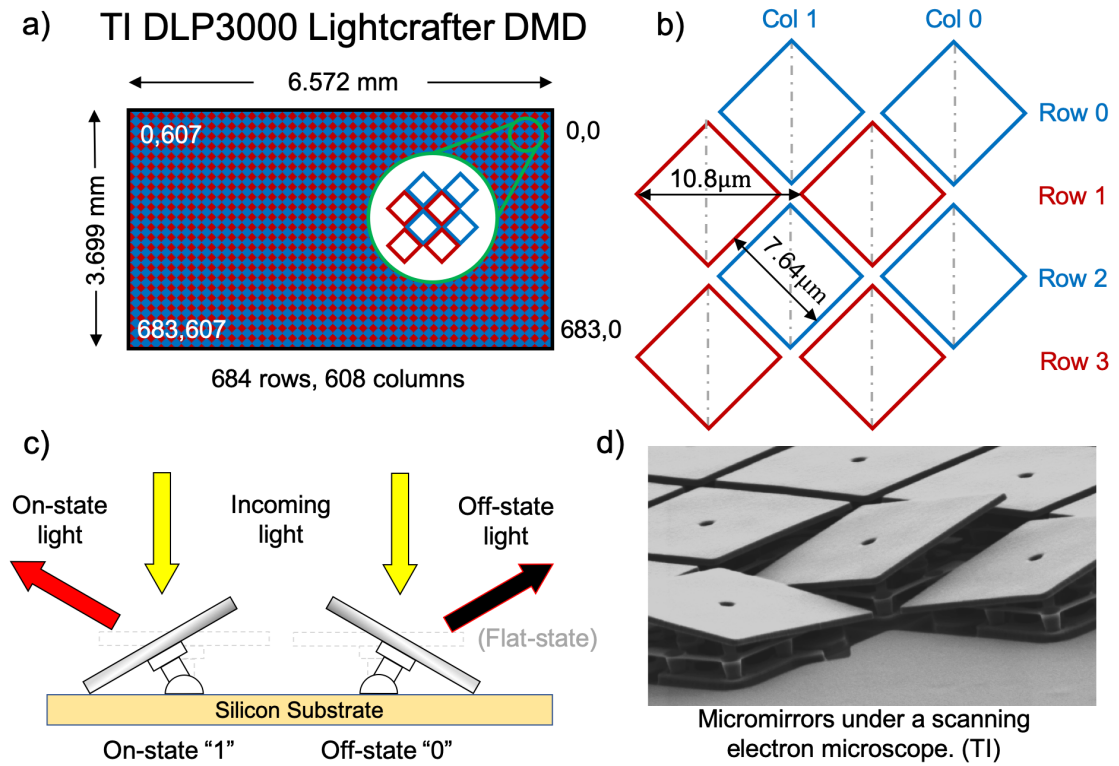 a)
TI DLP3000 Lightcrafter DMD
6.572 mm
3.699 mm
0,607
0,0
683,607
683,0
684 rows, 608 columns
b)
Col 1
Col 0
Row 0
Row 1
Row 2
Row 3
10.8μm
7.64μm
c)
On-state
light
Incoming
light
Off-state
light
(Flat-state)
Silicon Substrate
On-state “1”
Off-state “0”
d)
Micromirrors under a scanning
electron microscope. (TI)